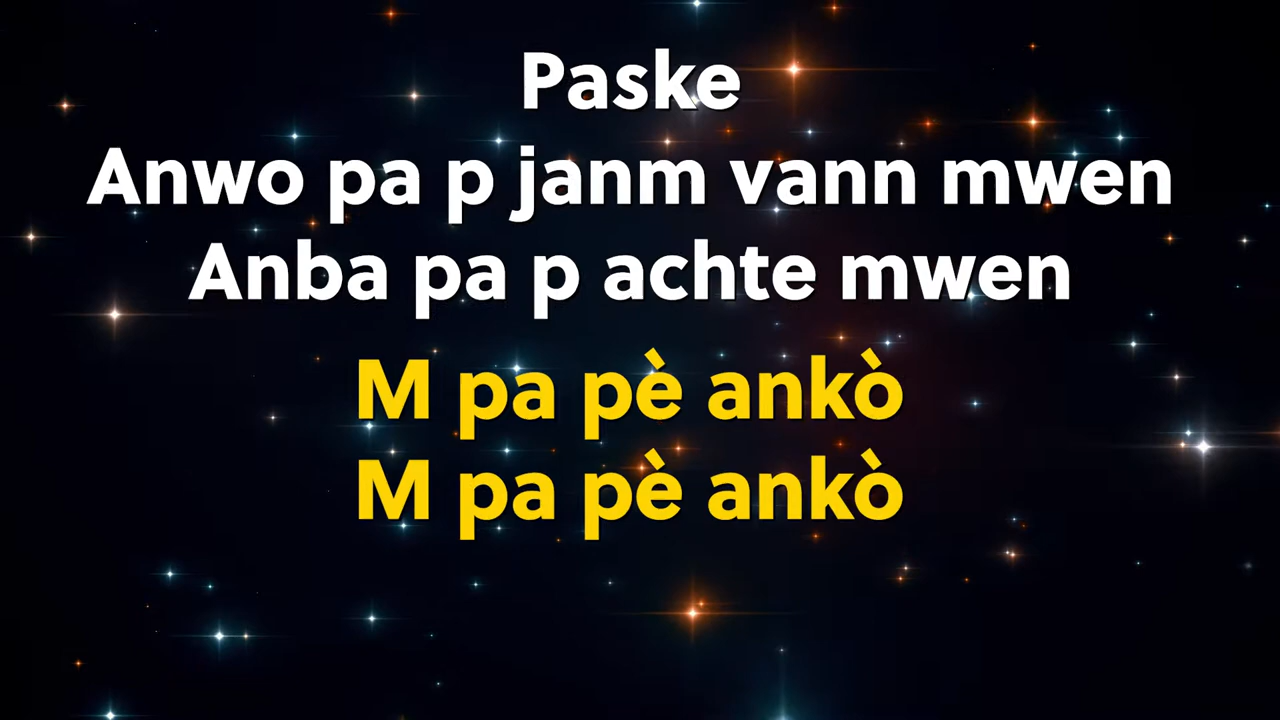 Paske
Anwo pa p janm vann mwen
Anba pa p achte mwen
M pa pè ankò
M pa pè ankò